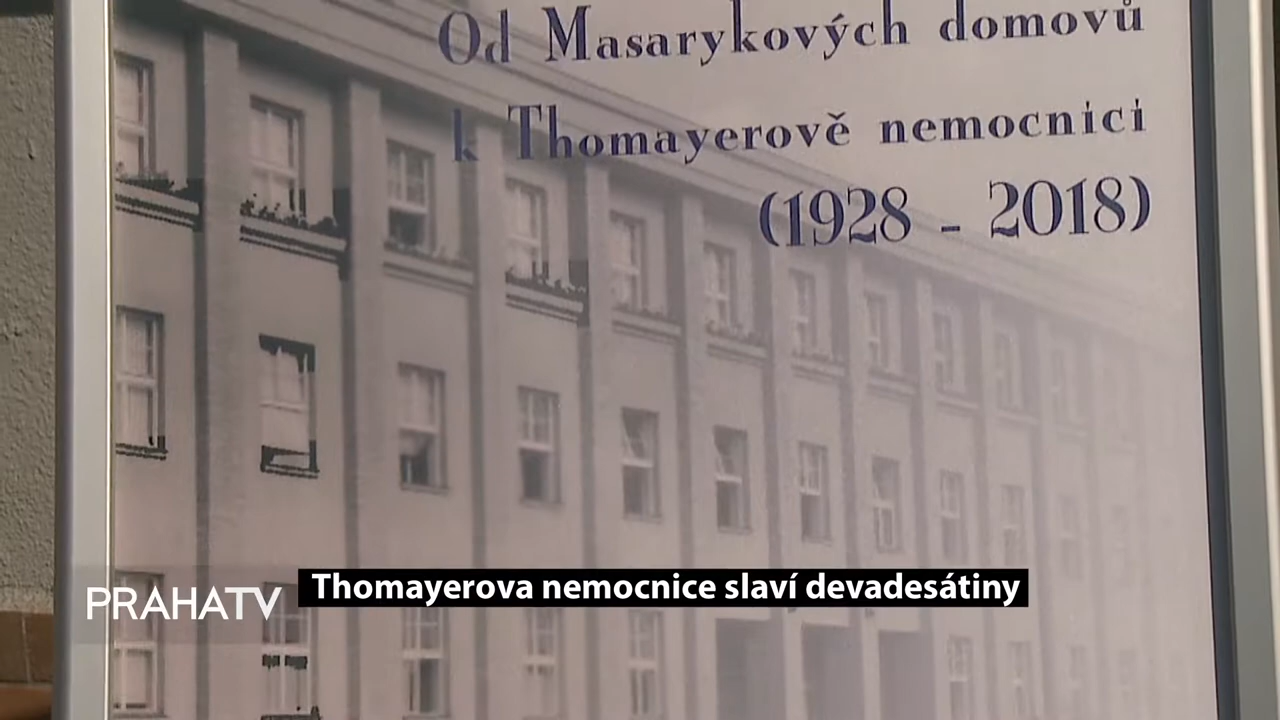 Od Masarykových domovů
k Thomayerově nemocnici
(1928 - 2018)
Thomayerova nemocnice slaví devadesátiny
PRAHATV